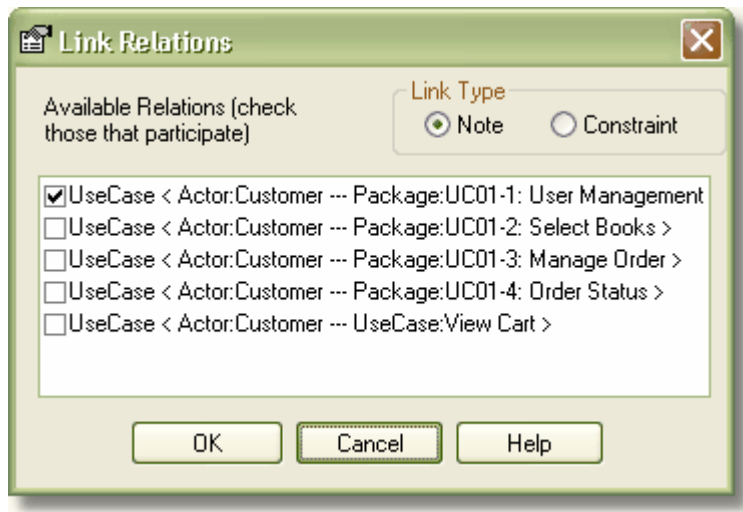 Link Relations
Available Relations (check
those that participate)
Link Type
Note
Constraint
UseCase < Actor:Customer --- Package:UC01-1: User Management
UseCase < Actor:Customer --- Package:UC01-2: Select Books >
UseCase < Actor:Customer --- Package:UC01-3: Manage Order >
UseCase < Actor:Customer --- Package:UC01-4: Order Status >
UseCase < Actor:Customer --- UseCase:View Cart >
OK
Cancel
Help